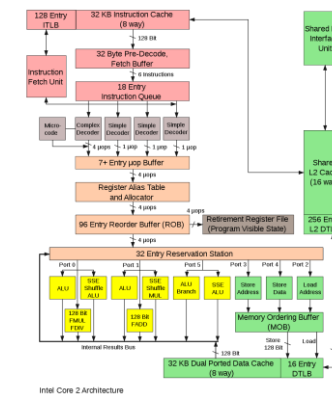 128 Entry
ITLB
32 KB Instruction Cache
(8 way)
128 Bit
32 Byte Pre-Decode,
Fetch Buffer
Instruction
Fetch Unit
6 Instructions
18 Entry
Instruction Queue
Micro-
code
Complex
Decoder
Simple
Decoder
Simple
Decoder
Simple
Decoder
4 µops
1 µop
1 µop
1 µop
7+ Entry µop Buffer
4 µops
Register Alias Table
and Allocator
4 µops
4 µops
96 Entry Reorder Buffer (ROB)
Retirement Register File
(Program Visible State)
4 µops
32 Entry Reservation Station
Port 0
Port 1
Port 5
Port 3
Port 4
Port 2
ALU
SSE
Shuffle
ALU
ALU
SSE
Shuffle
MUL
ALU
Branch
SSE
ALU
Store
Address
Store
Data
Load
Address
128 Bit
FMUL
FDIV
128 Bit
FADD
Memory Ordering Buffer
(MOB)
Internal Results Bus
Store
128 Bit
Load
128 Bit
32 KB Dual Ported Data Cache
(8 way)
16 Entry
DTLB
Shared
Unit
Shared
L2
(16 way
256
L2
Intel Core 2 Architecture